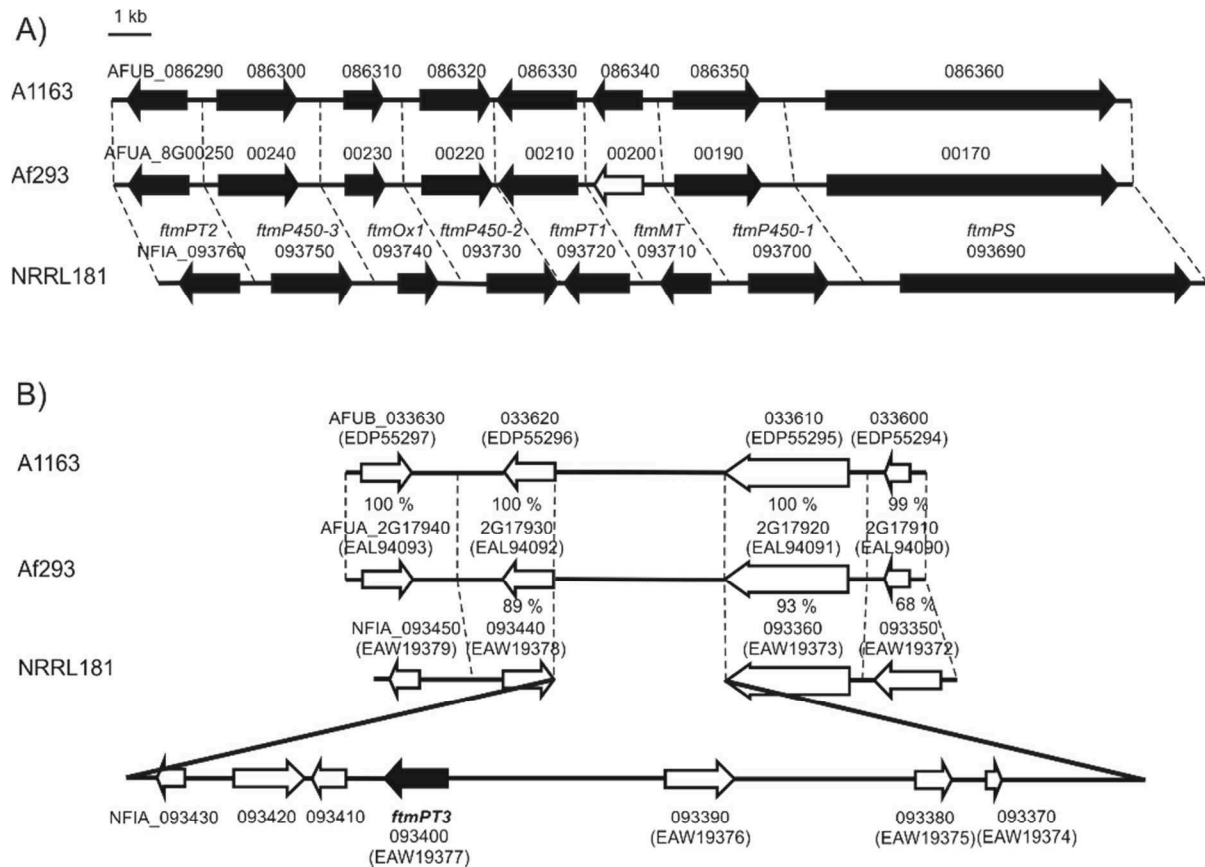 1 kb
A)
AFUB_086290 086300 086310 086320 086330 086340 086350 086360
A1163
AFUA_8G00250 00240 00230 00220 00210 00200 00190 00170
Af293
ftmPT2 ftmP450-3 ftmOx1 ftmP450-2 ftmPT1 ftmMT ftmP450-1 ftmPS
NFIA_093760 093750 093740 093730 093720 093710 093700 093690
NRRL181
B)
AFUB_033630 033620 033610 033600
(EDP55297) (EDP55296) (EDP55295) (EDP55294)
A1163
100 % 100 % 100 % 99 %
AFUA_2G17940 2G17930 2G17920 2G17910
(EAL94093) (EAL94092) (EAL94091) (EAL94090)
Af293
89 % 93 % 68 %
NFIA_093450 093440 093360 093350
(EAW19379) (EAW19378) (EAW19373) (EAW19372)
NRRL181
NFIA_093430 093420 093410 ftmPT3 093390 093380 093370
093400 (EAW19376) (EAW19375) (EAW19374)
(EAW19377)